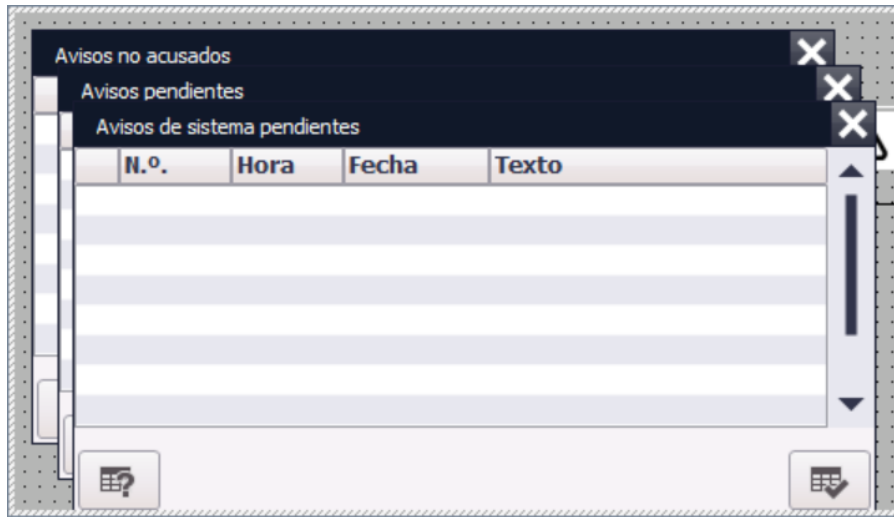 Avisos no acusados
Avisos pendientes
Avisos de sistema pendientes
N.º. Hora Fecha Texto